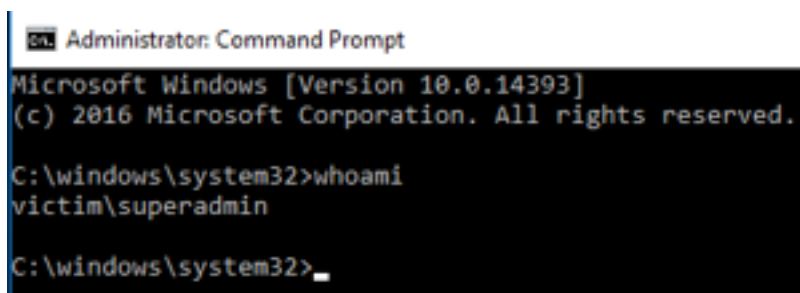 Administrator: Command Prompt
Microsoft Windows [Version 10.0.14393]
(c) 2016 Microsoft Corporation. All rights reserved.
C:\windows\system32>whoami
victim\superadmin
C:\windows\system32>